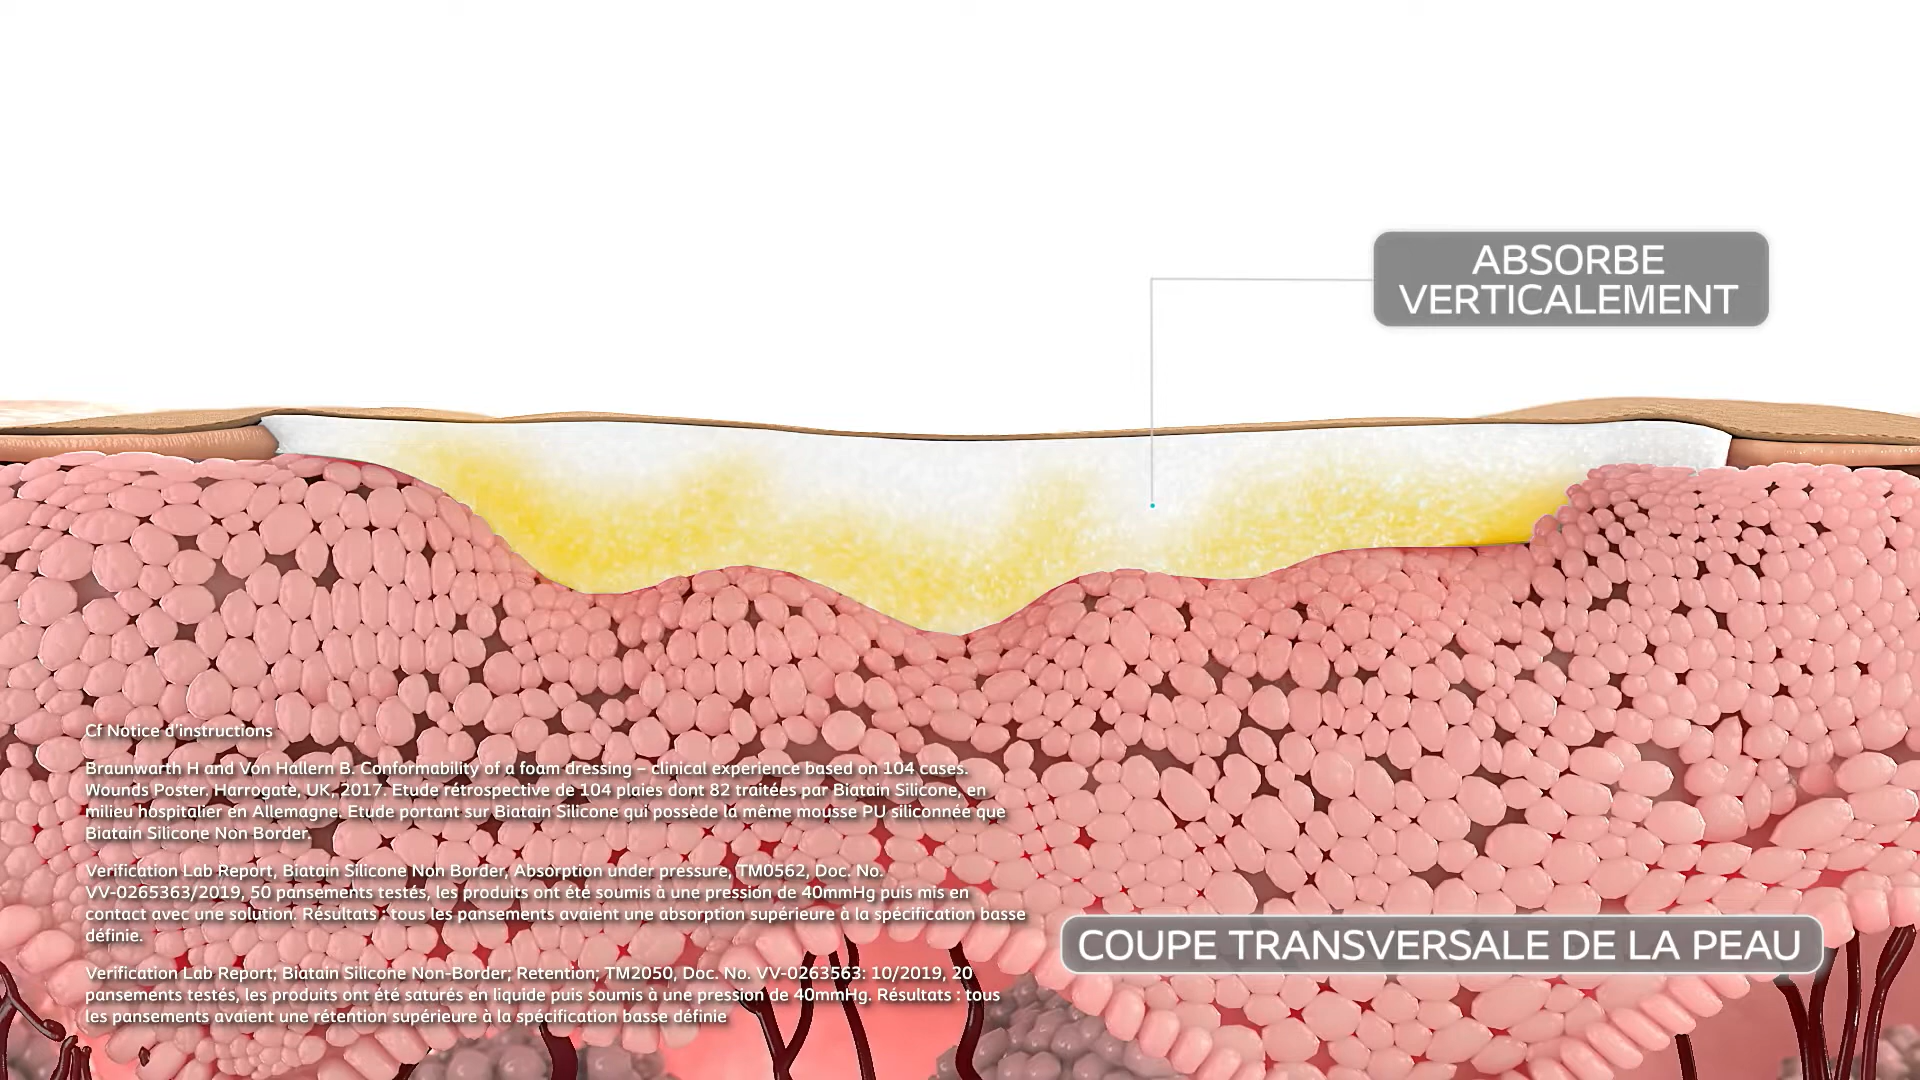 ABSORBE
VERTICALEMENT
Cf Notice d'instructions
Braunwarth H and Von Hallern B. Conformability of a foam dressing – clinical experience based on 104 cases.
Wounds Poster. Harrogate, UK, 2017. Etude rétrospective de 104 plaies dont 82 traitées par Biatain Silicone, en
milieu hospitalier en Allemagne. Etude portant sur Biatain Silicone qui possède la même mousse PU siliconnée que
Biatain Silicone Non Border.
Verification Lab Report, Biatain Silicone Non Border, Absorption under pressure, TM0562, Doc. No.
VV-0265363/2019, 50 pansements testés, les produits ont été soumis à une pression de 40mmHg puis mis en
contact avec une solution. Résultats : tous les pansements avaient une absorption supérieure à la spécification basse
définie.
Verification Lab Report; Biatain Silicone Non-Border; Retention; TM2050, Doc. No. VV-0263563: 10/2019, 20
pansements testés, les produits ont été saturés en liquide puis soumis à une pression de 40mmHg. Résultats : tous
les pansements avaient une rétention supérieure à la spécification basse définie
COUPE TRANSVERSALE DE LA PEAU